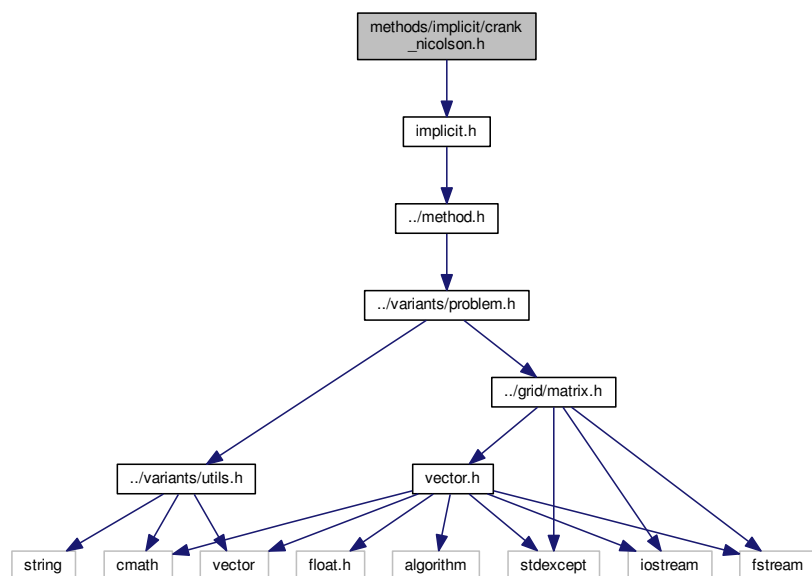 methods/implicit/crank
_nicolson.h
implicit.h
../method.h
../variants/problem.h
../grid/matrix.h
../variants/utils.h
vector.h
string
cmath
vector
float.h
algorithm
stdexcept
iostream
fstream